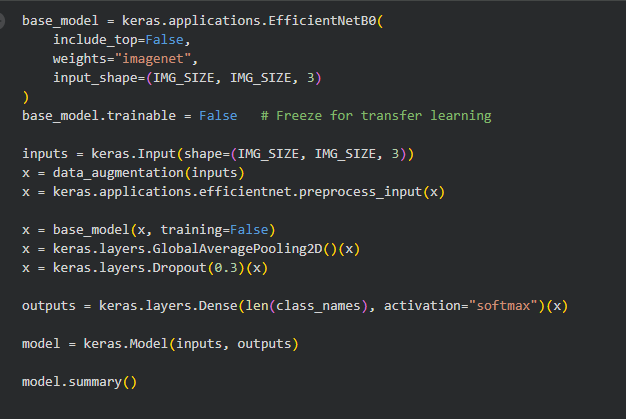 base_model = keras.applications.EfficientNetB0(
    include_top=False,
    weights="imagenet",
    input_shape=(IMG_SIZE, IMG_SIZE, 3)
)
base_model.trainable = False   # Freeze for transfer learning

inputs = keras.Input(shape=(IMG_SIZE, IMG_SIZE, 3))
x = data_augmentation(inputs)
x = keras.applications.efficientnet.preprocess_input(x)

x = base_model(x, training=False)
x = keras.layers.GlobalAveragePooling2D()(x)
x = keras.layers.Dropout(0.3)(x)

outputs = keras.layers.Dense(len(class_names), activation="softmax")(x)

model = keras.Model(inputs, outputs)

model.summary()